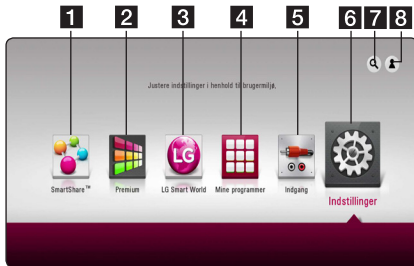 1 2 3 4 5 6 7 8
Justere indstillinger i henhold til brugermiljø,
LG
SmartShare™ Premium LG Smart World Mine programmer Indgang
Indstillinger